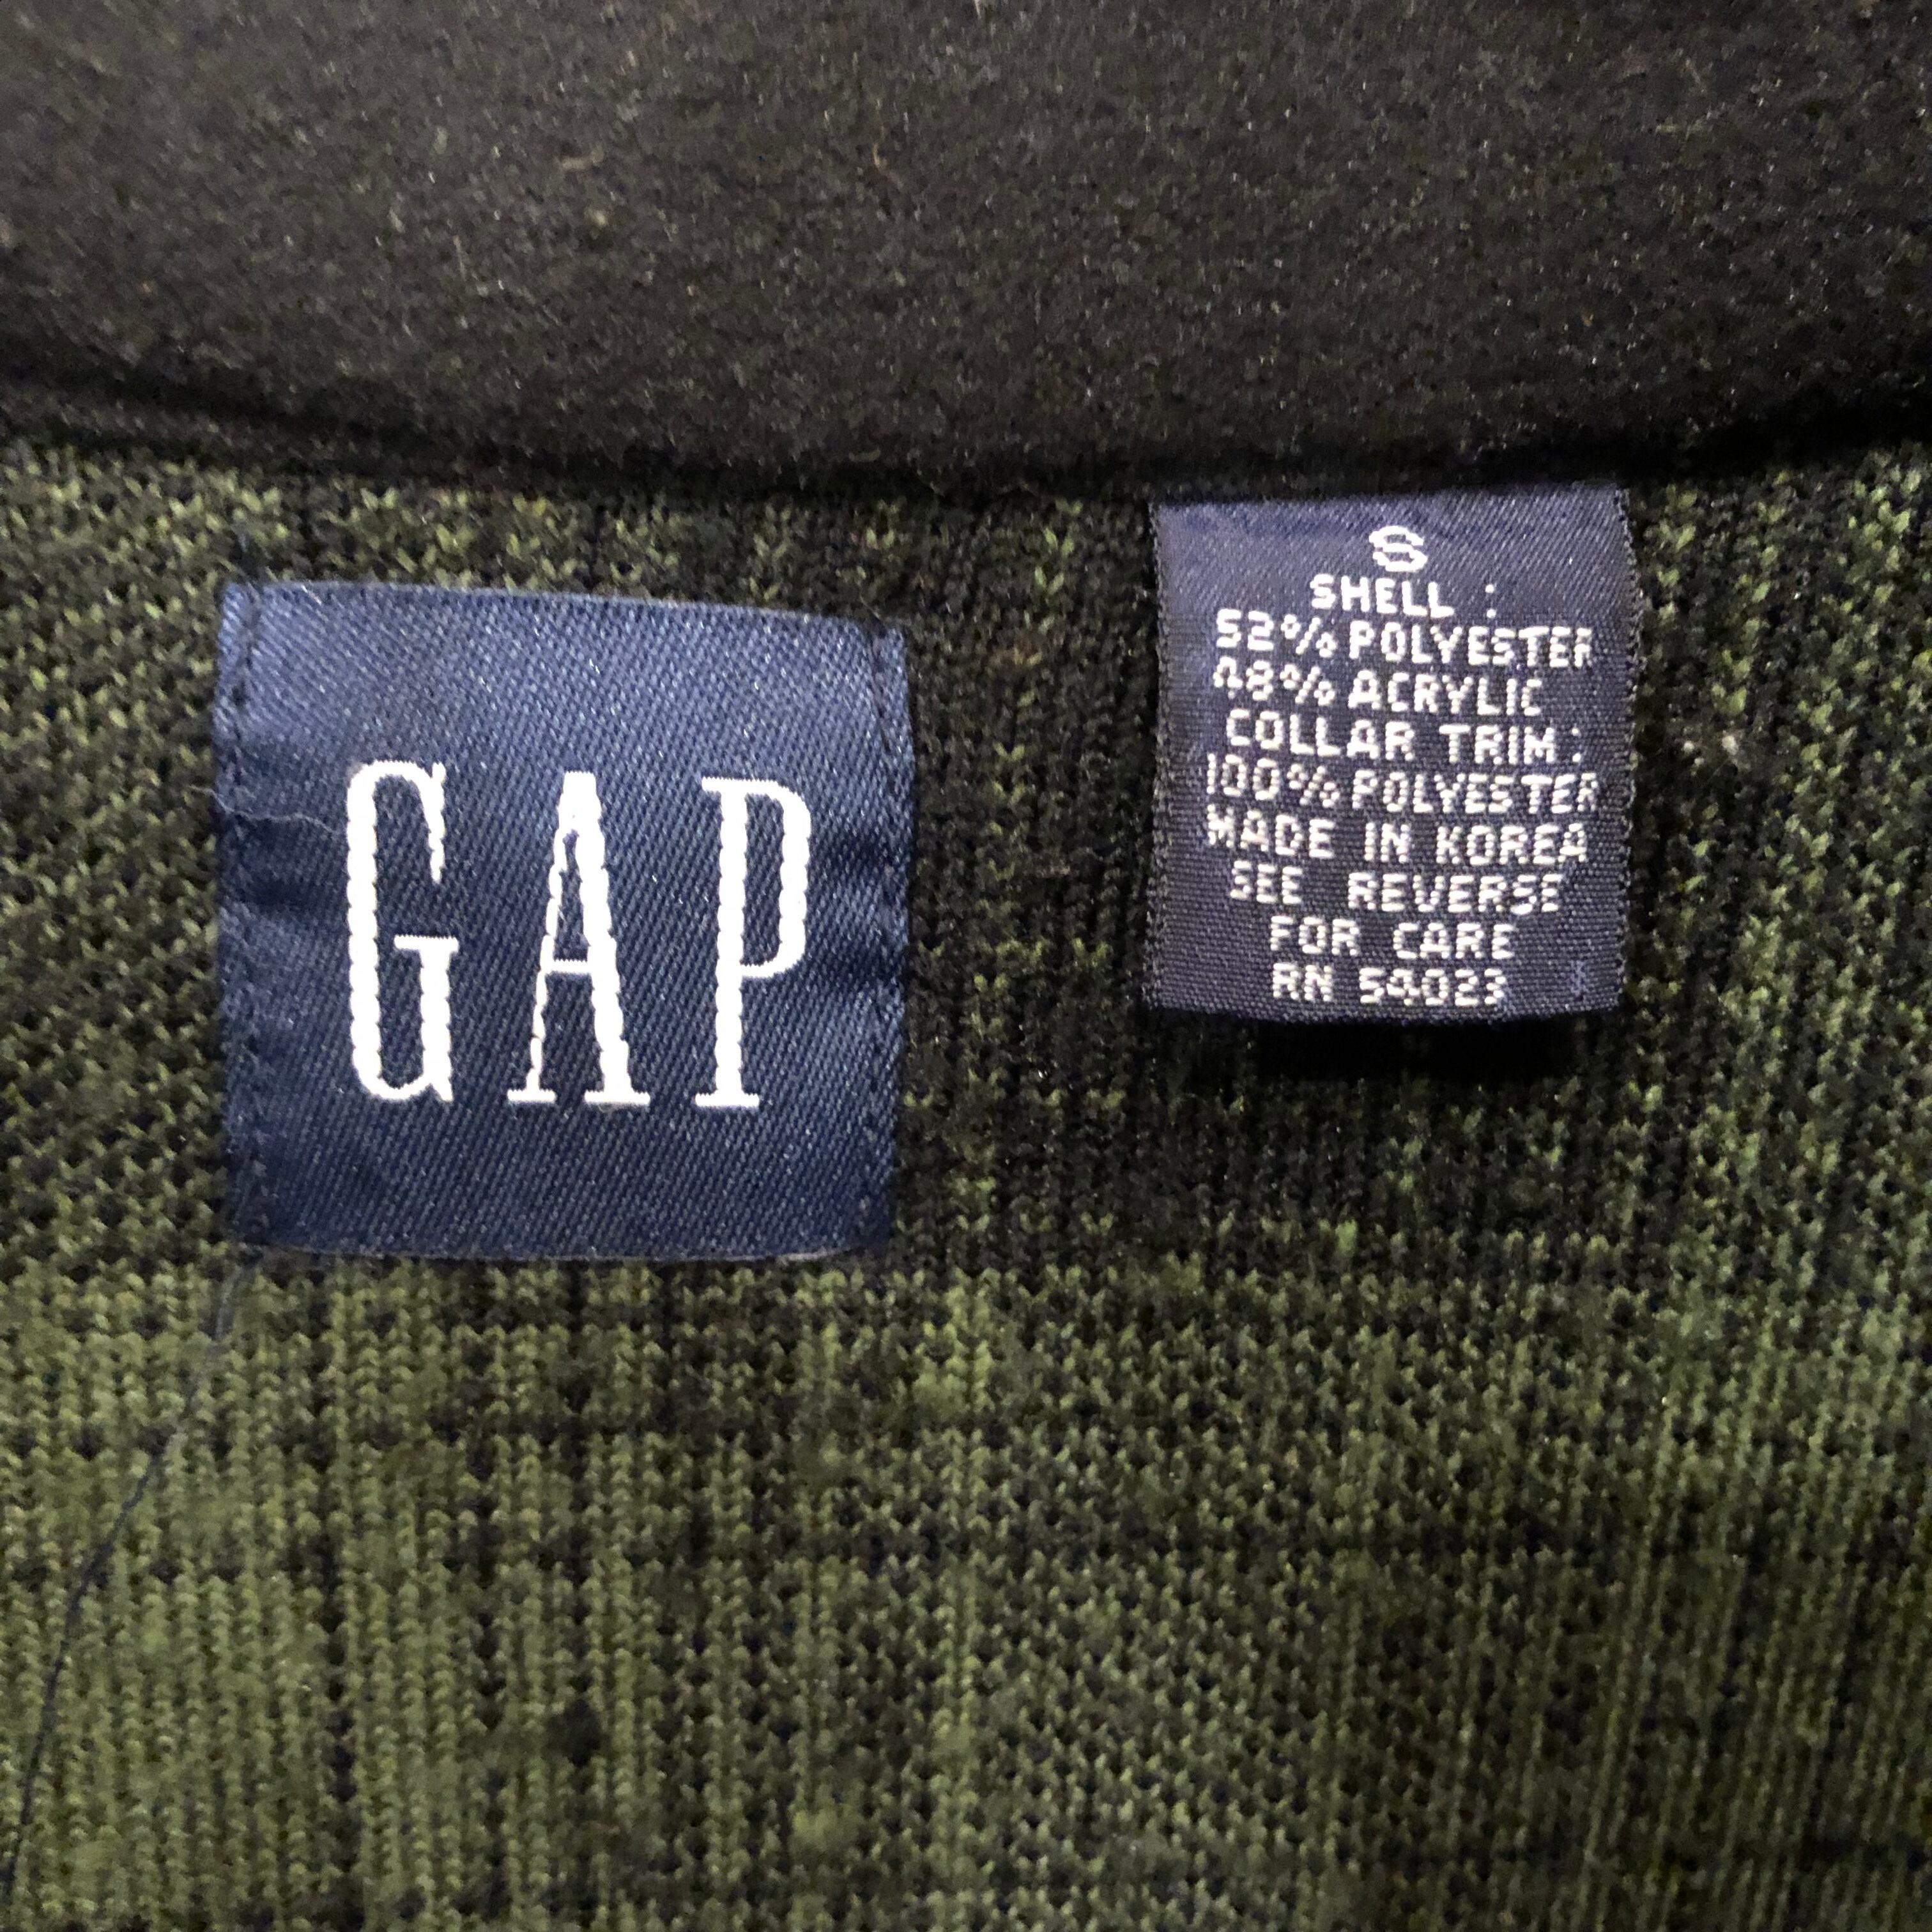 GAP
S
SHELL :
52% POLYESTER
48% ACRYLIC
COLLAR TRIM :
100% POLYESTER
MADE IN KOREA
SEE REVERSE
FOR CARE
RN 54023